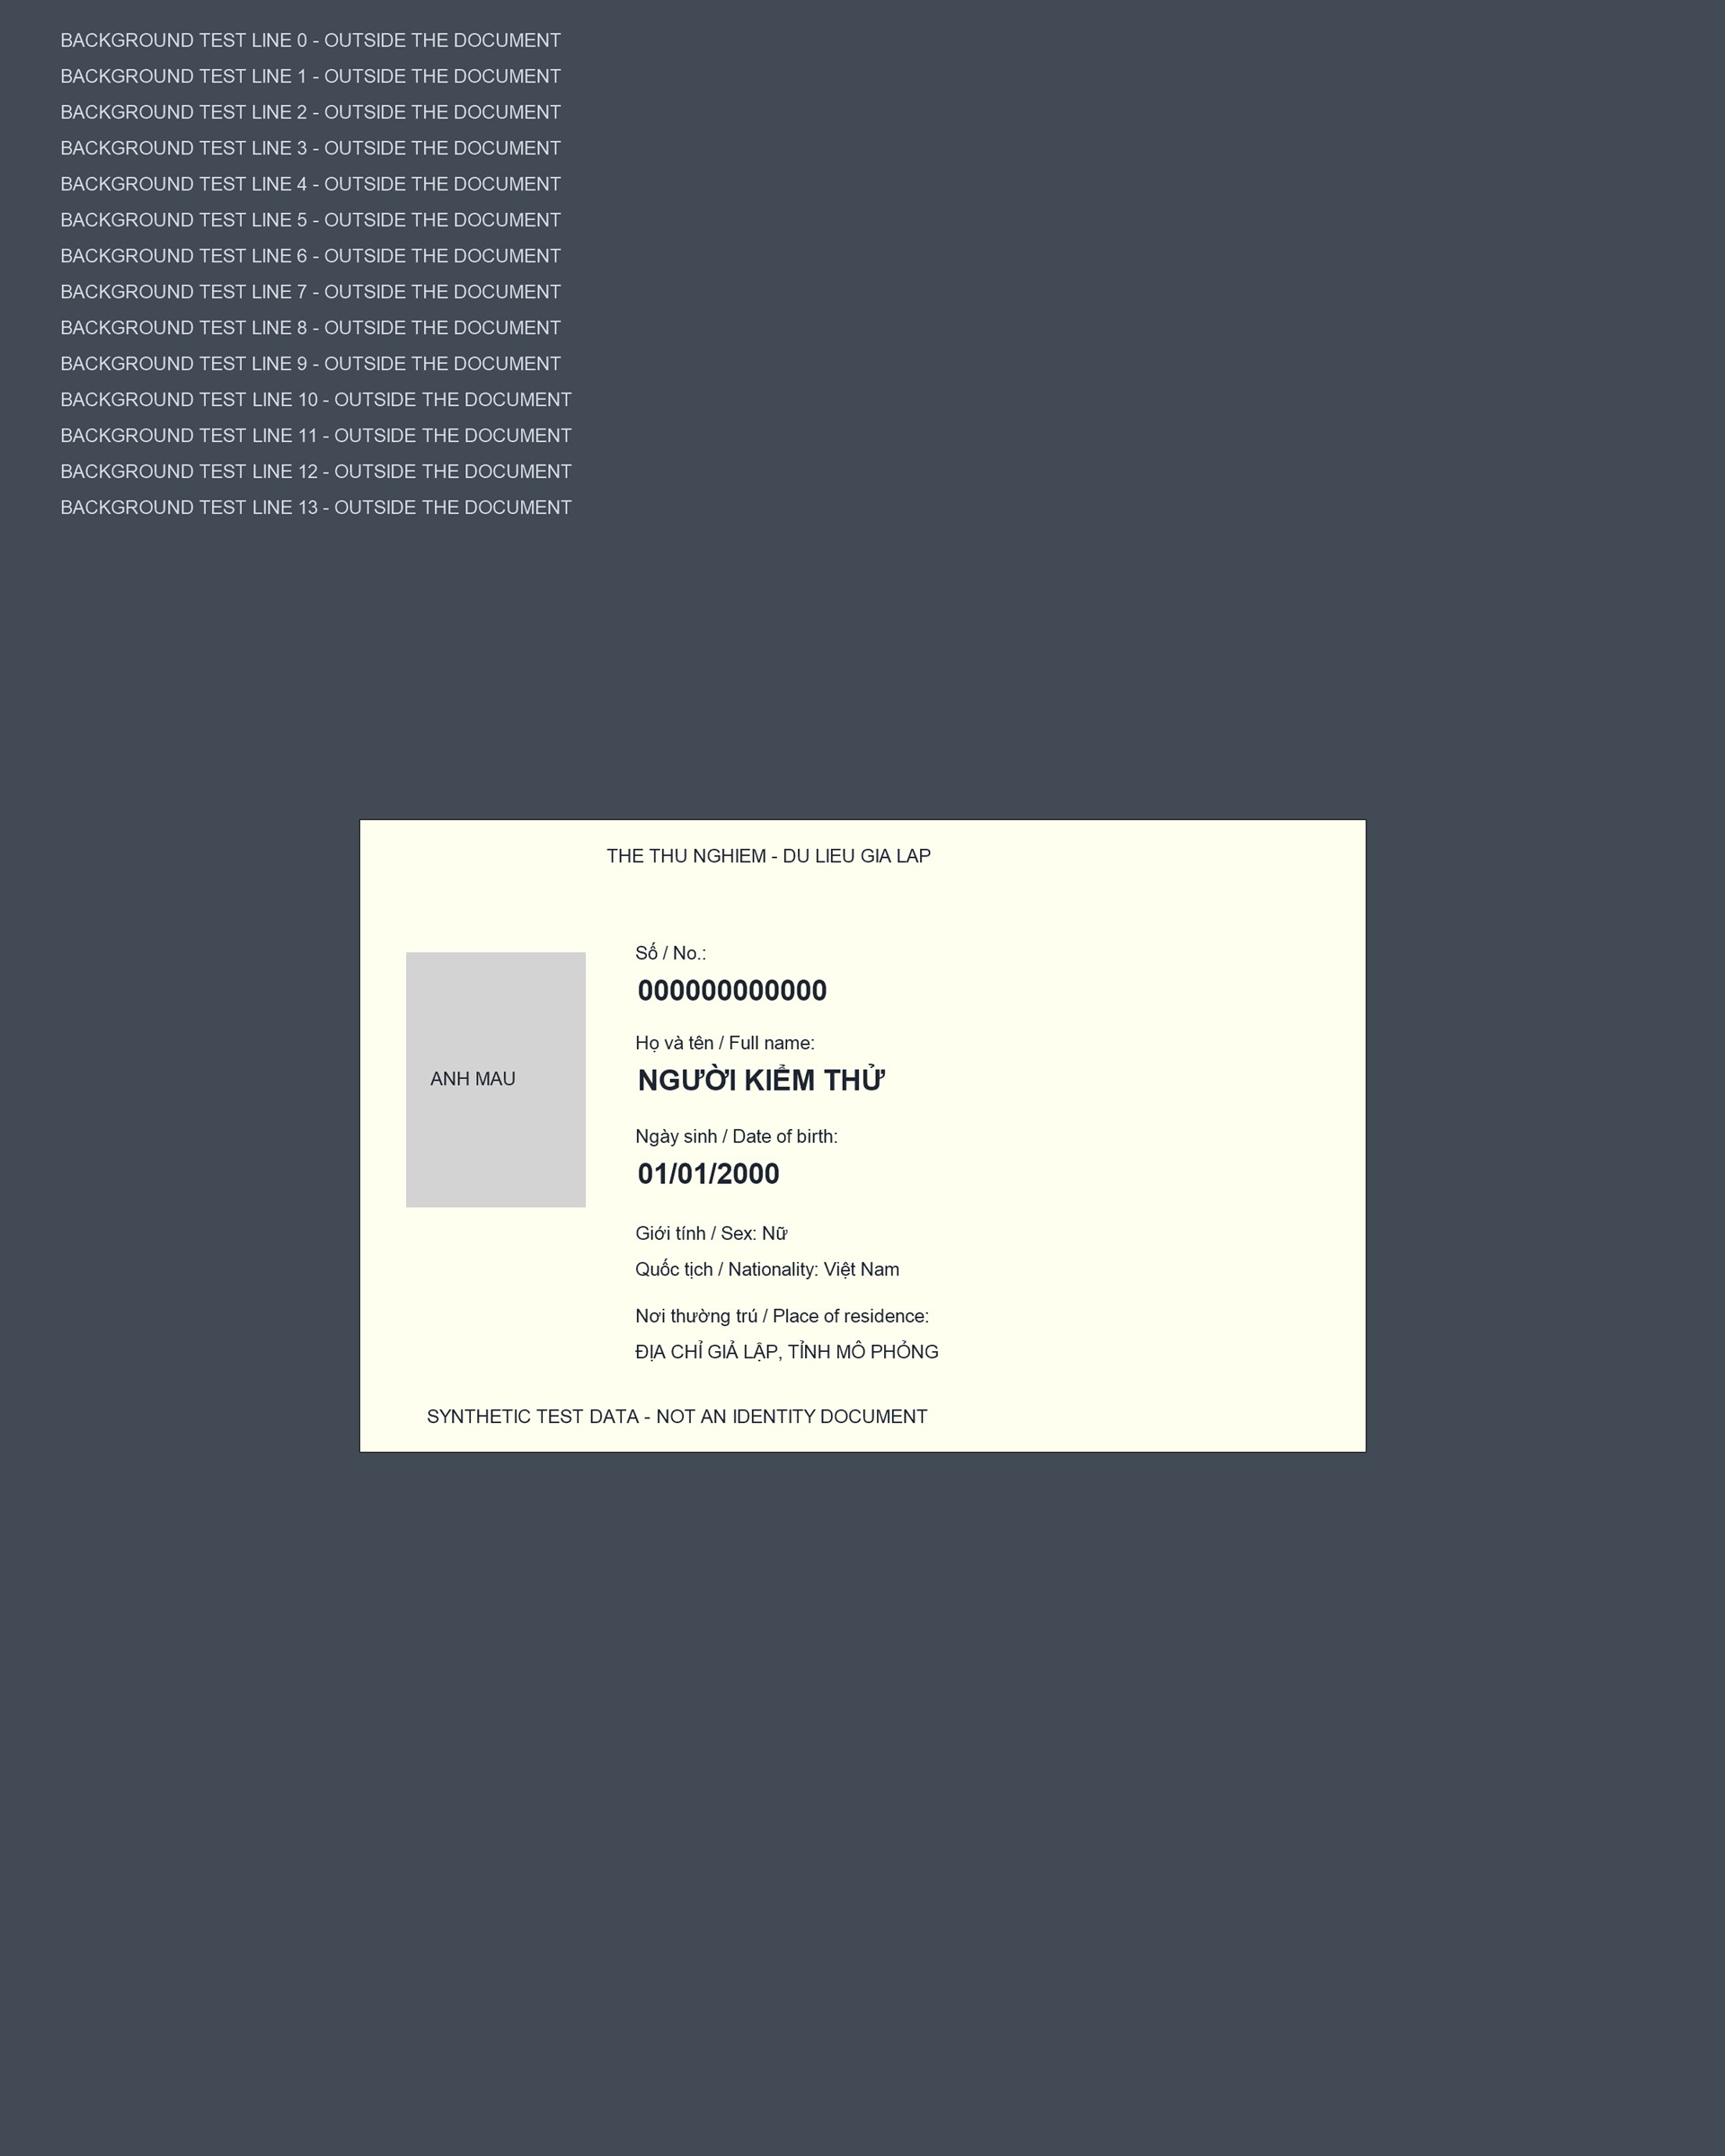 BACKGROUND TEST LINE 0 - OUTSIDE THE DOCUMENT
BACKGROUND TEST LINE 1 - OUTSIDE THE DOCUMENT
BACKGROUND TEST LINE 2 - OUTSIDE THE DOCUMENT
BACKGROUND TEST LINE 3 - OUTSIDE THE DOCUMENT
BACKGROUND TEST LINE 4 - OUTSIDE THE DOCUMENT
BACKGROUND TEST LINE 5 - OUTSIDE THE DOCUMENT
BACKGROUND TEST LINE 6 - OUTSIDE THE DOCUMENT
BACKGROUND TEST LINE 7 - OUTSIDE THE DOCUMENT
BACKGROUND TEST LINE 8 - OUTSIDE THE DOCUMENT
BACKGROUND TEST LINE 9 - OUTSIDE THE DOCUMENT
BACKGROUND TEST LINE 10 - OUTSIDE THE DOCUMENT
BACKGROUND TEST LINE 11 - OUTSIDE THE DOCUMENT
BACKGROUND TEST LINE 12 - OUTSIDE THE DOCUMENT
BACKGROUND TEST LINE 13 - OUTSIDE THE DOCUMENT
THE THU NGHIEM - DU LIEU GIA LAP
ANH MAU
Số / No.:
000000000000
Họ và tên / Full name:
NGƯỜI KIỂM THỬ
Ngày sinh / Date of birth:
01/01/2000
Giới tính / Sex: Nữ
Quốc tịch / Nationality: Việt Nam
Nơi thường trú / Place of residence:
ĐỊA CHỈ GIẢ LẬP, TỈNH MÔ PHỎNG
SYNTHETIC TEST DATA - NOT AN IDENTITY DOCUMENT